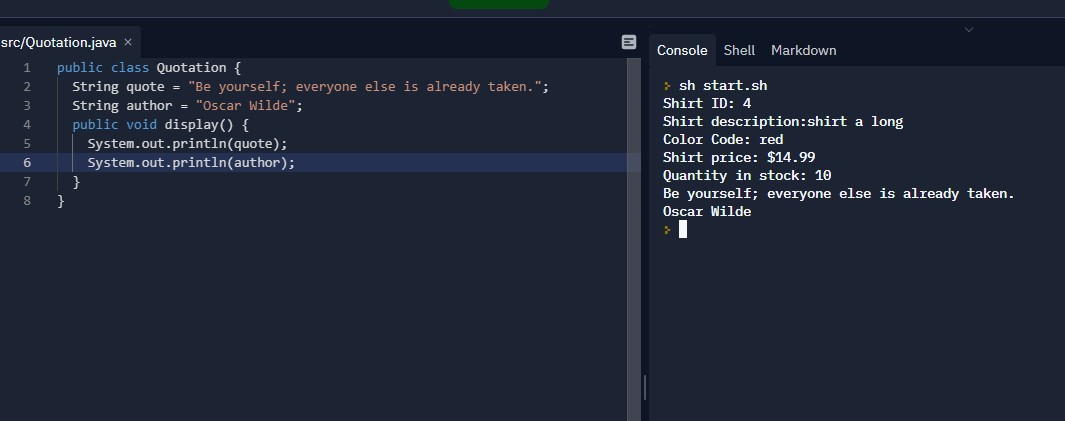 src/Quotation.java ×
1 public class Quotation {
2 String quote = "Be yourself; everyone else is already taken.";
3 String author = "Oscar Wilde";
4 public void display() {
5 System.out.println(quote);
6 System.out.println(author);
7 }
8 }
Console Shell Markdown
sh start.sh
Shirt ID: 4
Shirt description:shirt a long
Color Code: red
Shirt price: $14.99
Quantity in stock: 10
Be yourself; everyone else is already taken.
Oscar Wilde